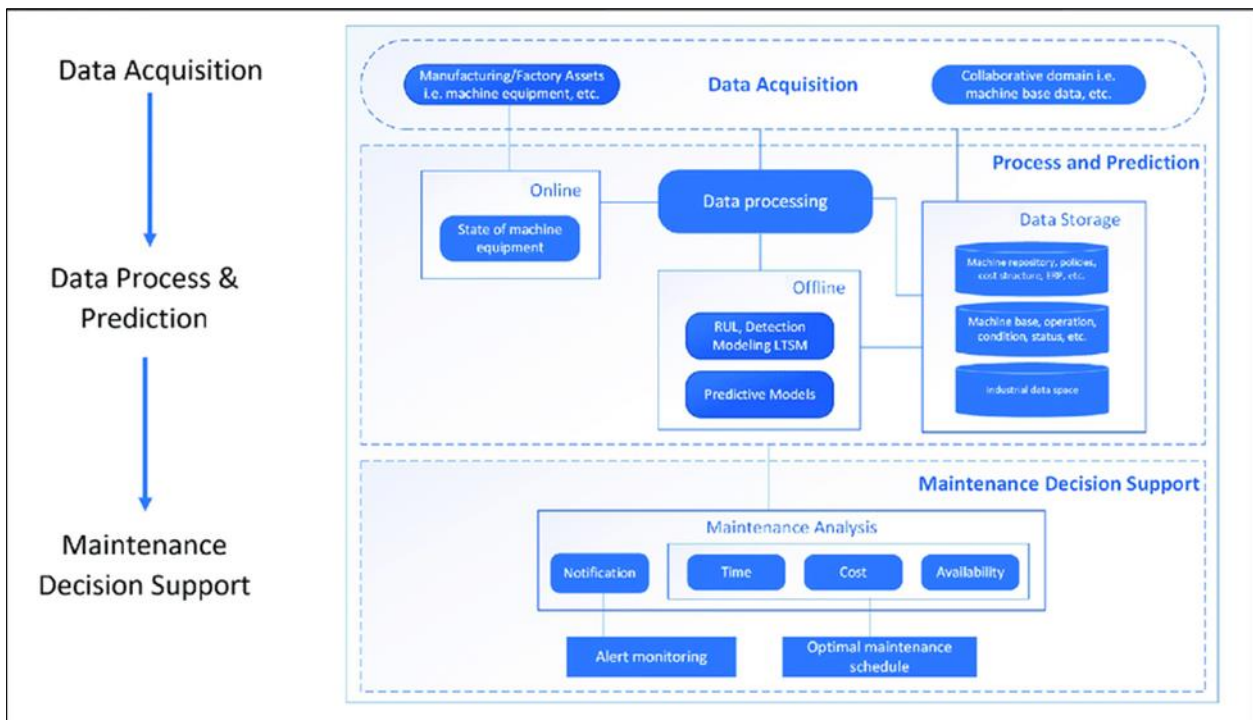 Data Acquisition
Data Process &
Prediction
Maintenance
Decision Support
Manufacturing/Factory Assets
i.e. machine equipment, etc.
Data Acquisition
Collaborative domain i.e.
machine base data, etc.
Process and Prediction
Online
State of machine
equipment
Data processing
Offline
RUL, Detection
Modeling LTSM
Predictive Models
Data Storage
Machine repository, policies,
cost structure, ERP, etc.
Machine base, operation,
condition, status, etc.
Industrial data space
Maintenance Decision Support
Maintenance Analysis
Notification
Time
Cost
Availability
Alert monitoring
Optimal maintenance
schedule